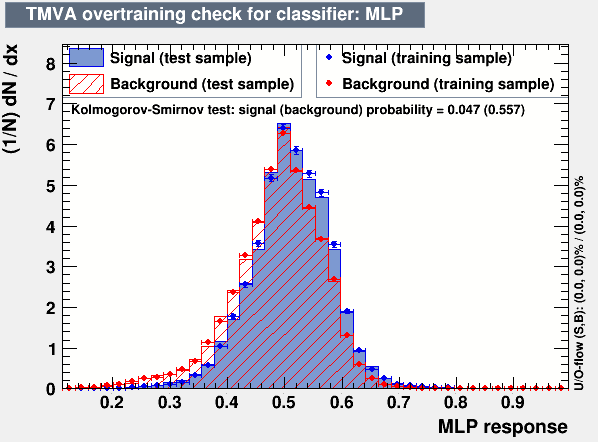 TMVA overtraining check for classifier: MLP
(1/N) dN / dx
Signal (test sample)
Signal (training sample)
Background (test sample)
Background (training sample)
Kolmogorov-Smirnov test: signal (background) probability = 0.047 (0.557)
8
7
6
5
4
3
2
1
0
0.2 0.3 0.4 0.5 0.6 0.7 0.8 0.9
MLP response
U/O-flow (S,B): (0.0, 0.0)% / (0.0, 0.0)%